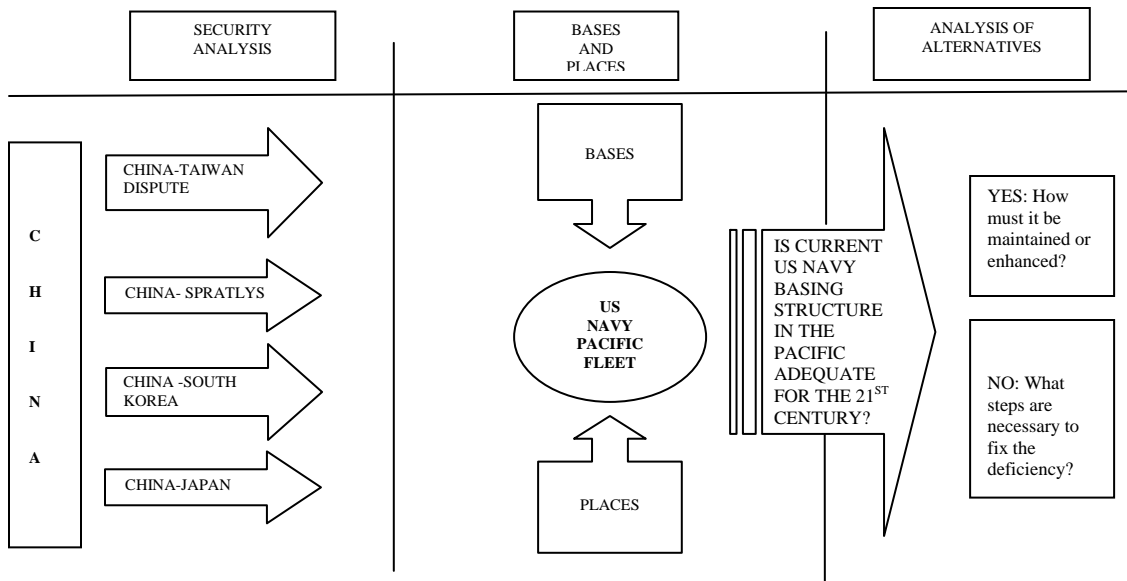 SECURITY
ANALYSIS
BASES
AND
PLACES
ANALYSIS OF
ALTERNATIVES
C
H
I
N
A
CHINA-TAIWAN
DISPUTE
CHINA- SPRATLYS
CHINA -SOUTH
KOREA
CHINA-JAPAN
BASES
US
NAVY
PACIFIC
FLEET
PLACES
IS CURRENT
US NAVY
BASING
STRUCTURE
IN THE
PACIFIC
ADEQUATE
FOR THE 21ST
CENTURY?
YES: How
must it be
maintained or
enhanced?
NO: What
steps are
necessary to
fix the
deficiency?